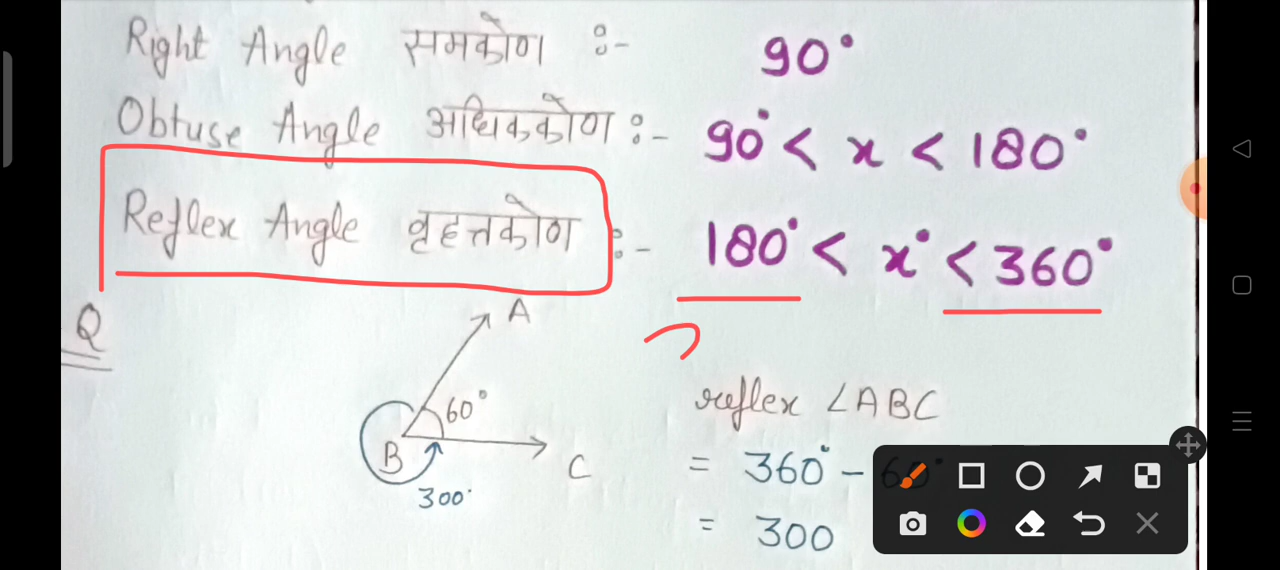 Right Angle समकोण :- 90°
Obtuse Angle अधिककोण :- 90° < x < 180°
Reflex Angle वृहत्तकोण :- 180° < x° < 360°
Q
A
60°
B
C
300°
reflex ∠ABC
= 360° - 60°
= 300